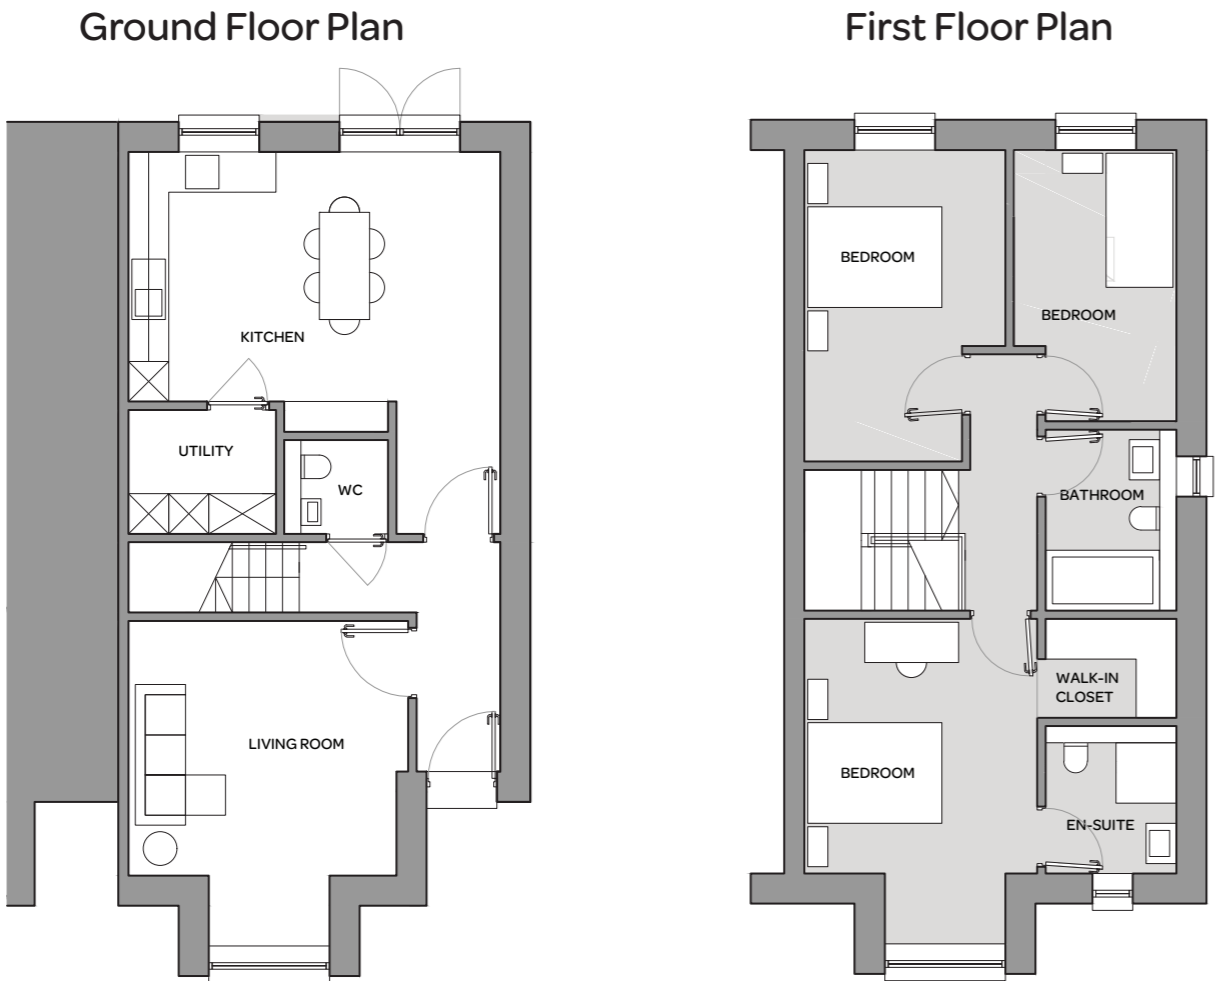 Ground Floor Plan
First Floor Plan
KITCHEN
UTILITY
WC
LIVING ROOM
BEDROOM
BEDROOM
BATHROOM
WALK-IN
CLOSET
BEDROOM
EN-SUITE